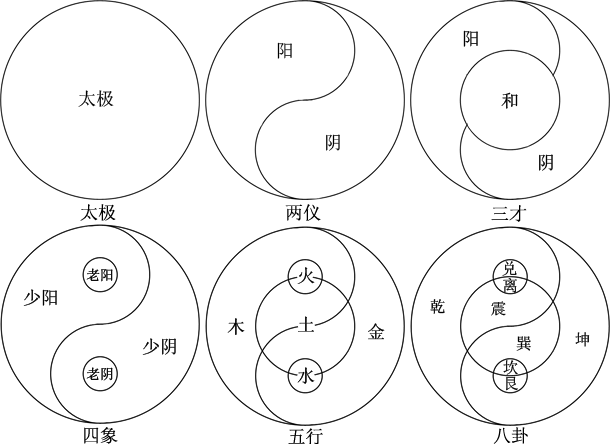 太极
太极
阳
阴
两仪
阳
和
阴
三才
老阳
少阳
少阴
老阴
四象
火
木
土
金
水
五行
兑
离
乾
震
巽
坤
坎
艮
八卦